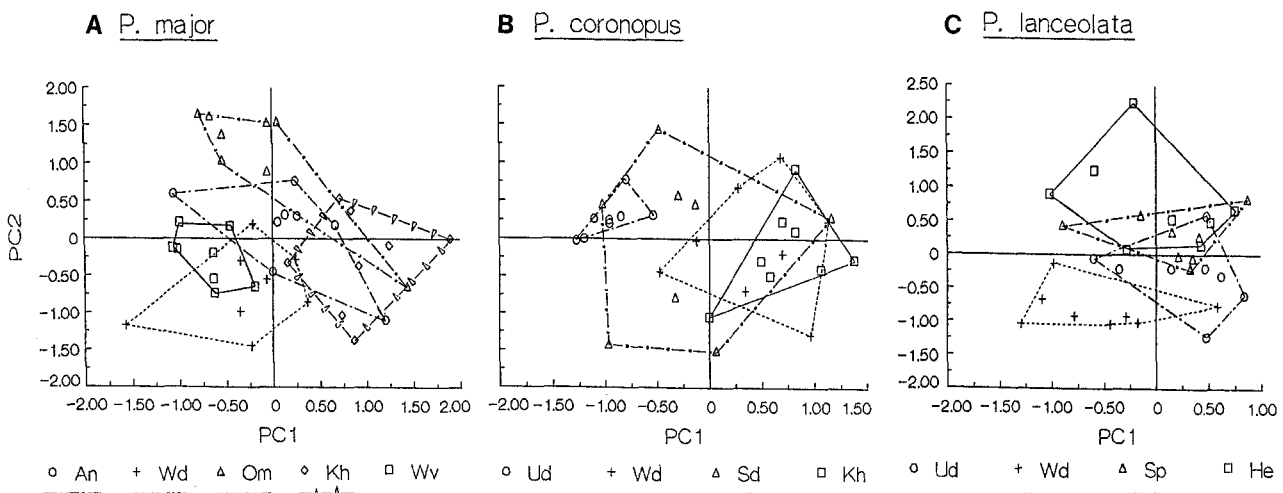 A P. major
B P. coronopus
C P. lanceolata
PC2
2.00
1.50
1.00
0.50
0
-0.50
-1.00
-1.50
-2.00
-2.00 -1.50 -1.00 -0.50 0 0.50 1.00 1.50 2.00
PC1
-2.00 -1.50 -1.00 -0.50 0 0.50 1.00 1.50
PC1
2.50
2.00
1.50
1.00
0.50
0
-0.50
-1.00
-1.50
-2.00
-2.00 -1.50 -1.00 -0.50 0 0.50 1.00
PC1
An Wd Om Kh Wv
Ud Wd Sd Kh
Ud Wd Sp He